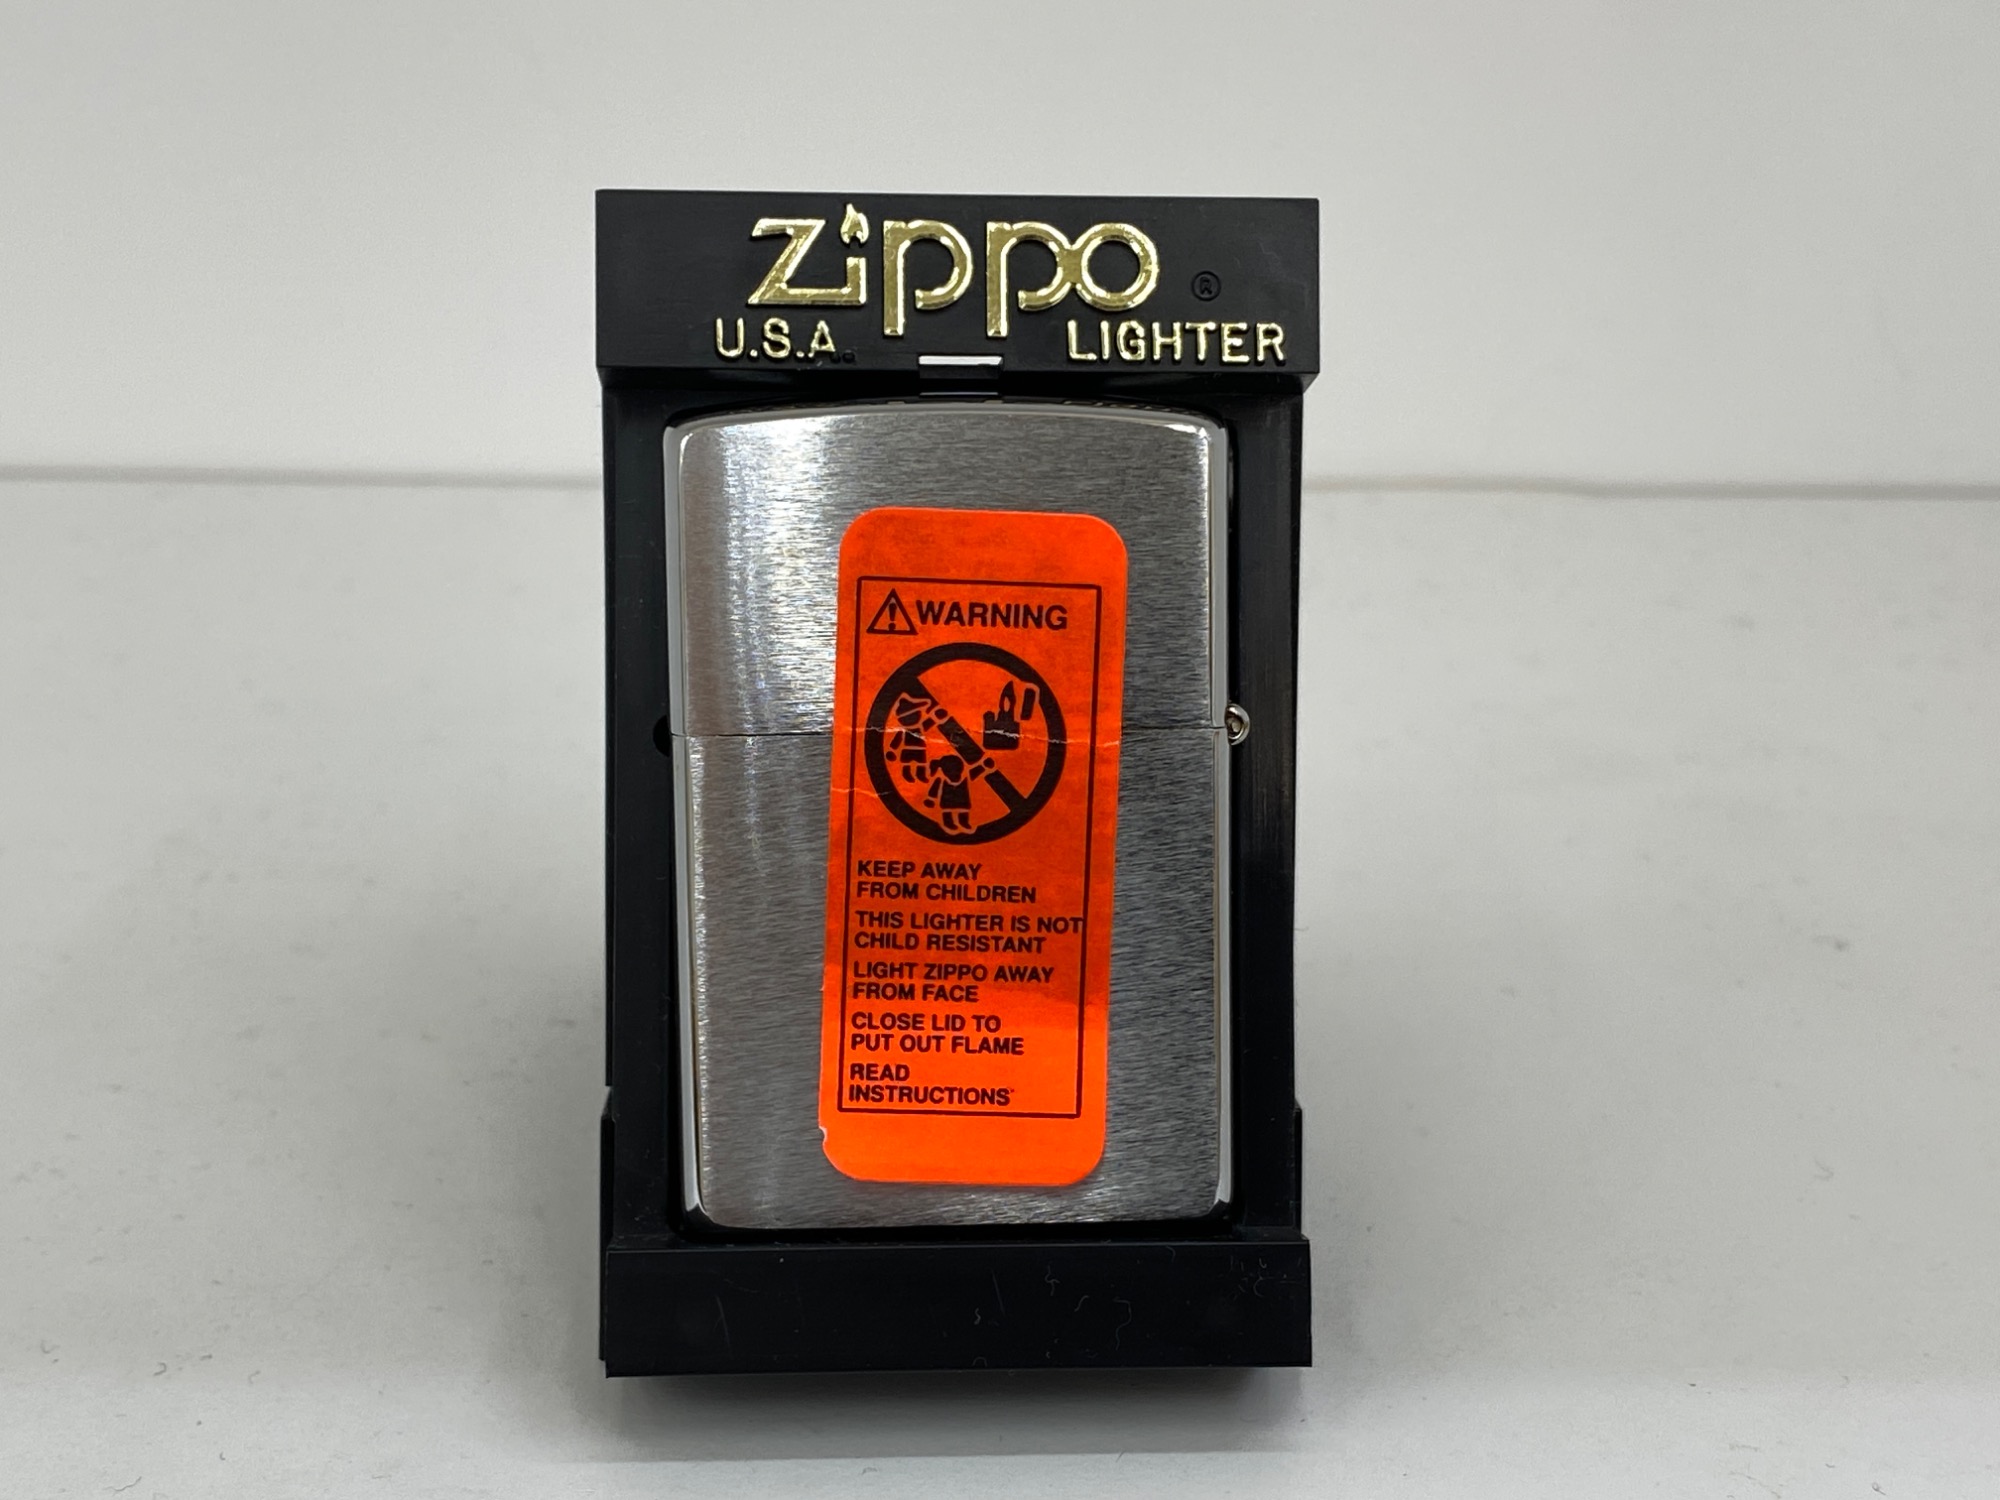 Zippo ®
U.S.A. LIGHTER
WARNING
KEEP AWAY
FROM CHILDREN
THIS LIGHTER IS NOT
CHILD RESISTANT
LIGHT ZIPPO AWAY
FROM FACE
CLOSE LID TO
PUT OUT FLAME
READ
INSTRUCTIONS